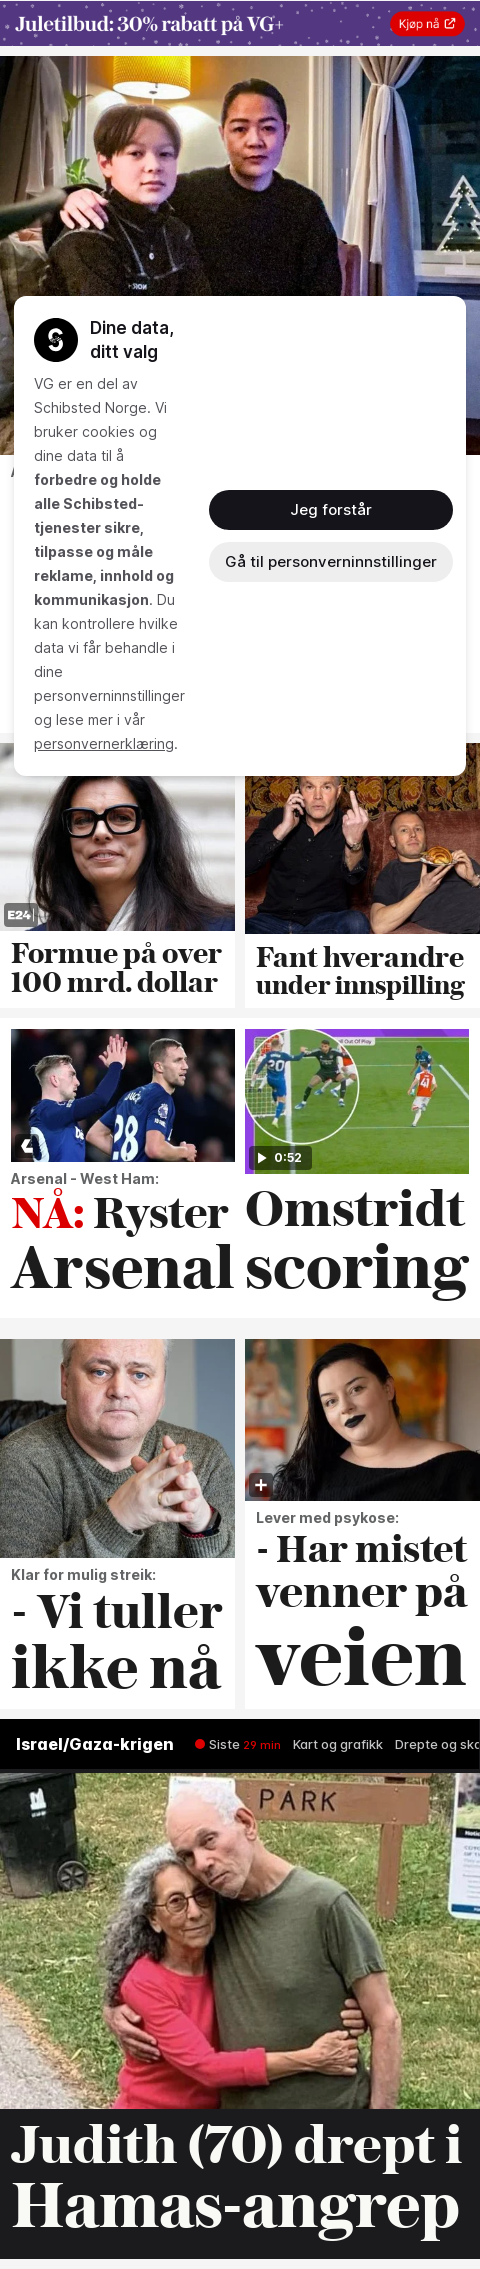 Juletilbud: 30% rabatt på VG+
Kjøp nå
Dine data,
ditt valg
VG er en del av
Schibsted Norge. Vi
bruker cookies og
dine data til å
forbedre og holde
alle Schibsted-
tjenester sikre,
tilpasse og måle
reklame, innhold og
kommunikasjon. Du
kan kontrollere hvilke
data vi får behandle i
dine
personverninnstillinger
og lese mer i vår
personvernerklæring.
Jeg forstår
Gå til personverninnstillinger
E24
Formue på over
100 mrd. dollar
Fant hverandre
under innspilling
28
Arsenal - West Ham:
NÅ: Ryster
Arsenal
20
41
0:52
Omstridt
scoring
Klar for mulig streik:
- Vi tuller
ikke nå
Lever med psykose:
- Har mistet
venner på
veien
Israel/Gaza-krigen
Siste 29 min
Kart og grafikk
Drepte og ska
PARK
Judith (70) drept i
Hamas-angrep